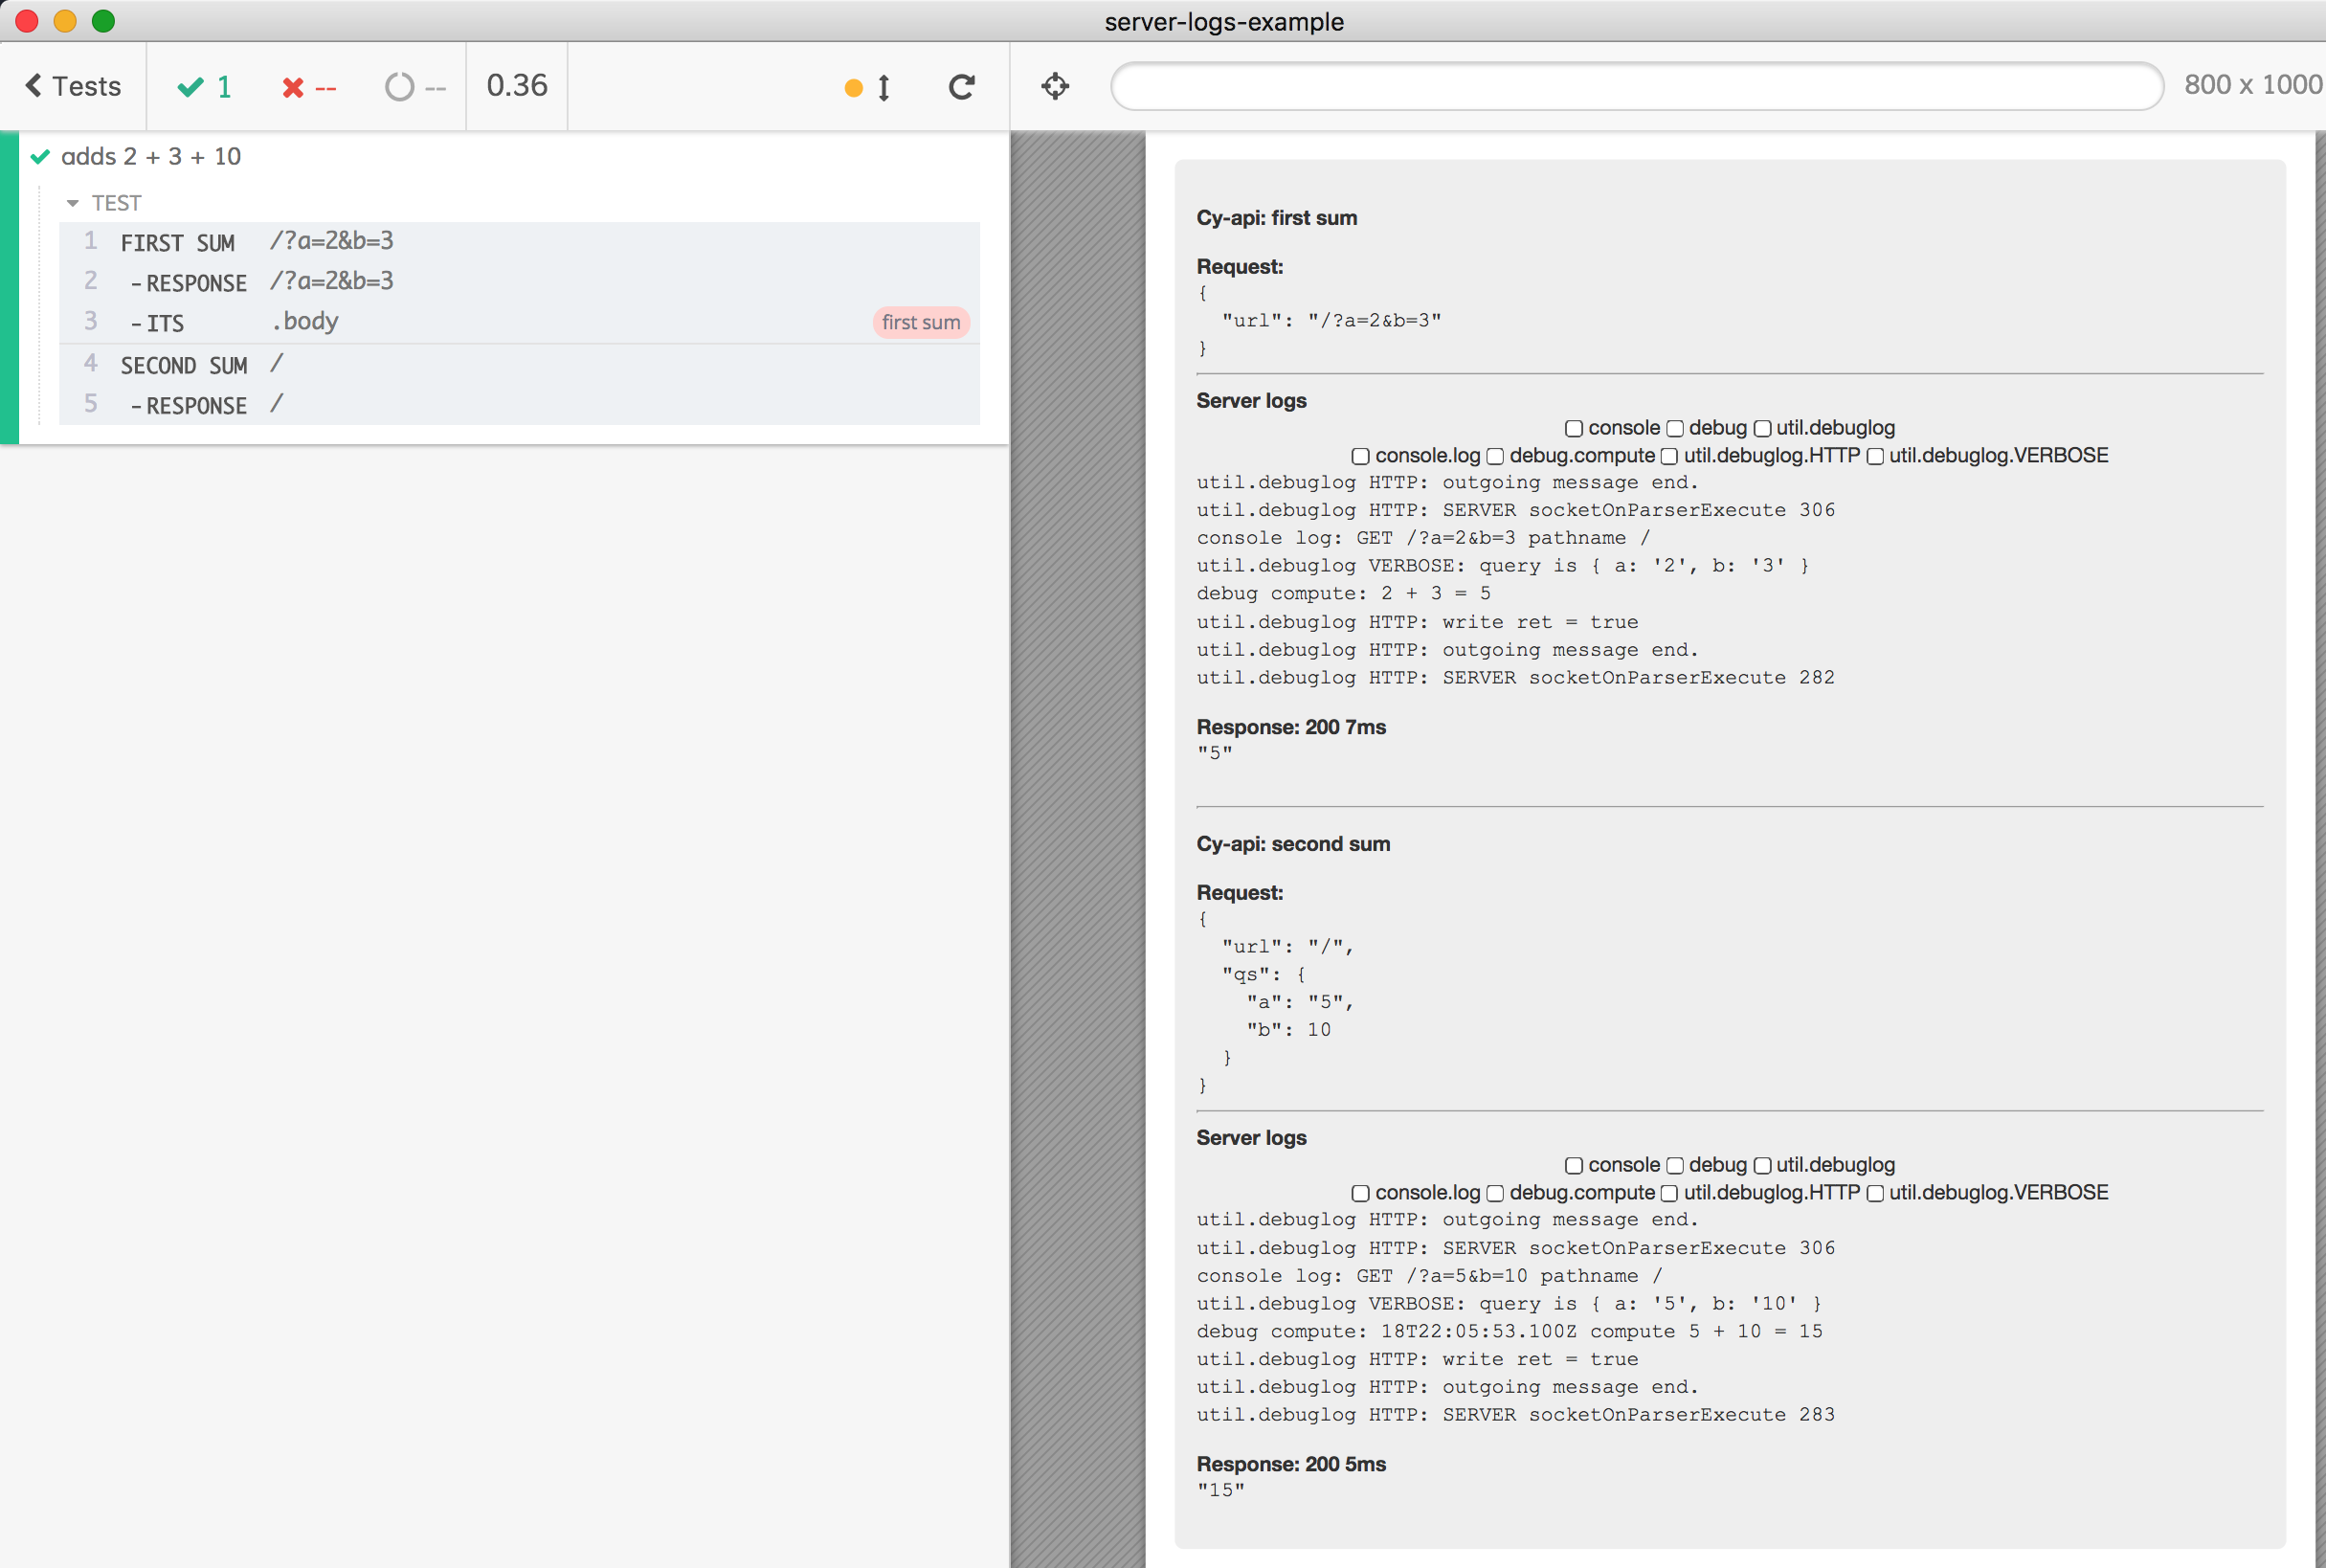 server-logs-example
Tests 1 -- -- 0.36 800 x 1000
adds 2 + 3 + 10
TEST
1 FIRST SUM /?a=2&b=3
2 -RESPONSE /?a=2&b=3
3 -ITS .body first sum
4 SECOND SUM /
5 -RESPONSE /
Cy-api: first sum
Request:
{
"url": "/?a=2&b=3"
}
Server logs
console debug util.debuglog
console.log debug.compute util.debuglog.HTTP util.debuglog.VERBOSE
util.debuglog HTTP: outgoing message end.
util.debuglog HTTP: SERVER socketOnParserExecute 306
console log: GET /?a=2&b=3 pathname /
util.debuglog VERBOSE: query is { a: '2', b: '3' }
debug compute: 2 + 3 = 5
util.debuglog HTTP: write ret = true
util.debuglog HTTP: outgoing message end.
util.debuglog HTTP: SERVER socketOnParserExecute 282
Response: 200 7ms
"5"
Cy-api: second sum
Request:
{
"url": "/",
"qs": {
"a": "5",
"b": 10
}
}
Server logs
console debug util.debuglog
console.log debug.compute util.debuglog.HTTP util.debuglog.VERBOSE
util.debuglog HTTP: outgoing message end.
util.debuglog HTTP: SERVER socketOnParserExecute 306
console log: GET /?a=5&b=10 pathname /
util.debuglog VERBOSE: query is { a: '5', b: '10' }
debug compute: 18T22:05:53.100Z compute 5 + 10 = 15
util.debuglog HTTP: write ret = true
util.debuglog HTTP: outgoing message end.
util.debuglog HTTP: SERVER socketOnParserExecute 283
Response: 200 5ms
"15"